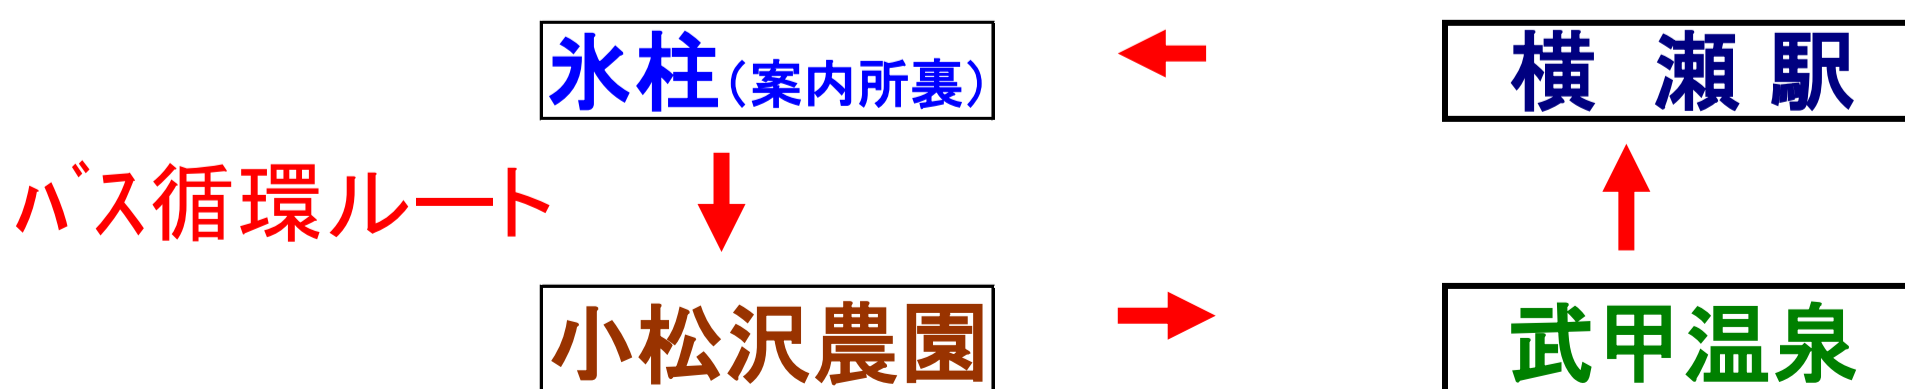 氷柱(案内所裏)
横 瀬 駅
ﾊﾞｽ循環ルート
小松沢農園
武甲温泉